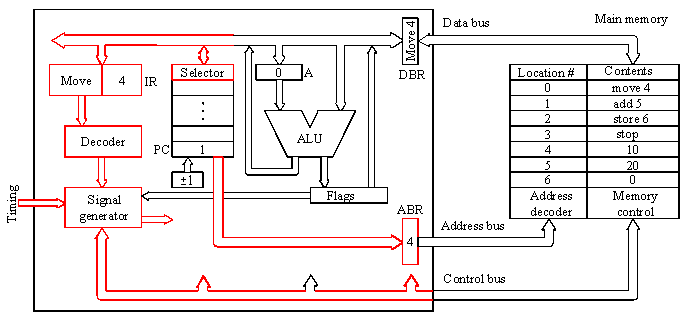 Move 4
Data bus
Main memory
DBR
Move 4 IR
Selector
0 A
Location # Contents
0 move 4
1 add 5
2 store 6
3 stop
4 10
5 20
6 0
Address decoder
Memory control
Decoder
ALU
PC 1
±1
Timing
Signal generator
Flags
ABR
4
Address bus
Control bus